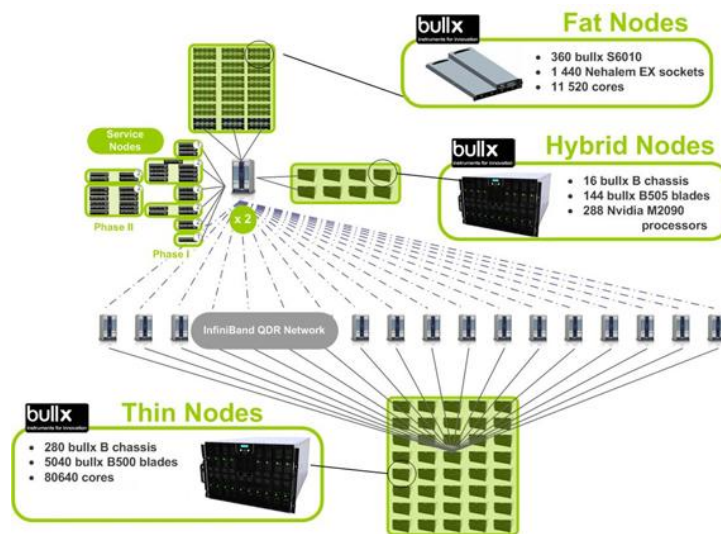 bullx
instruments for innovation
Fat Nodes
360 bullx S6010
1 440 Nehalem EX sockets
11 520 cores
Service
Nodes
bullx
instruments for innovation
Hybrid Nodes
16 bullx B chassis
144 bullx B505 blades
288 Nvidia M2090
processors
Phase II
Phase I
x 2
InfiniBand QDR Network
bullx
instruments for innovation
Thin Nodes
280 bullx B chassis
5040 bullx B500 blades
80640 cores